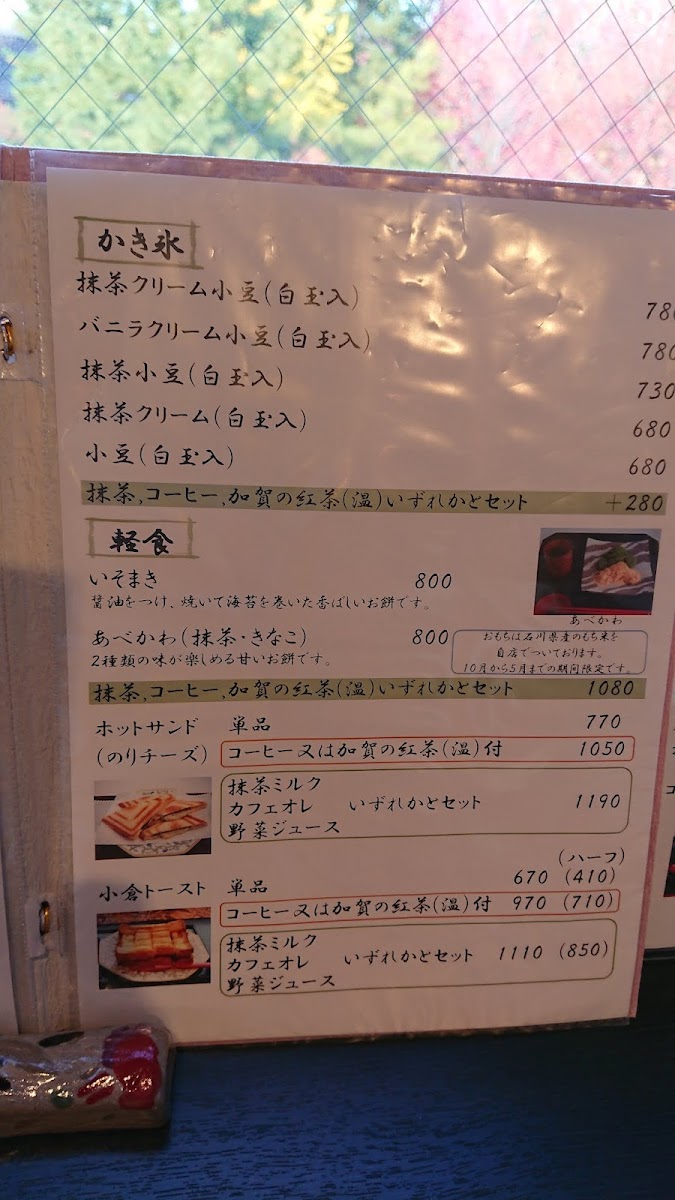 かき氷
抹茶クリーム小豆(白玉入) 780
バニラクリーム小豆(白玉入) 780
抹茶小豆(白玉入) 730
抹茶クリーム(白玉入) 680
小豆(白玉入) 680
抹茶,コーヒー,加賀の紅茶(温)いずれかとセット +280
軽食
いそまき 800
醤油をつけ、焼いて海苔を巻いた香ばしいお餅です。
あべかわ
あべかわ(抹茶・きなこ) 800
2種類の味が楽しめる甘いお餅です。
おもちは石川県産のもち米を
自店でついております。
10月から5月までの期間限定です。
抹茶,コーヒー,加賀の紅茶(温)いずれかとセット 1080
ホットサンド 単品 770
(のりチーズ) コーヒー又は加賀の紅茶(温)付 1050
抹茶ミルク
カフェオレ いずれかとセット 1190
野菜ジュース
(ハーフ)
小倉トースト 単品 670 (410)
コーヒー又は加賀の紅茶(温)付 970 (710)
抹茶ミルク
カフェオレ いずれかとセット 1110 (850)
野菜ジュース